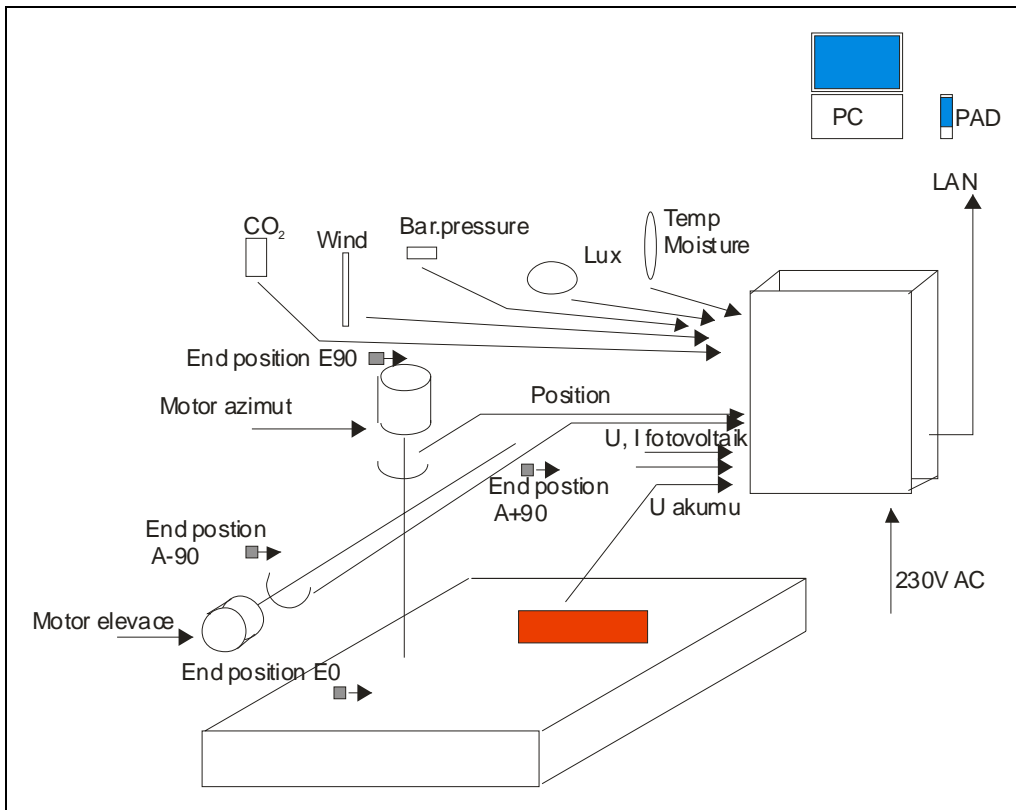 PC
PAD
LAN
CO₂
Wind
Bar.pressure
Lux
Temp
Moisture
End position E90
Motor azimut
Position
U, I fotovoltaik
End postion
A+90
U akumu
End postion
A-90
230V AC
Motor elevace
End position E0